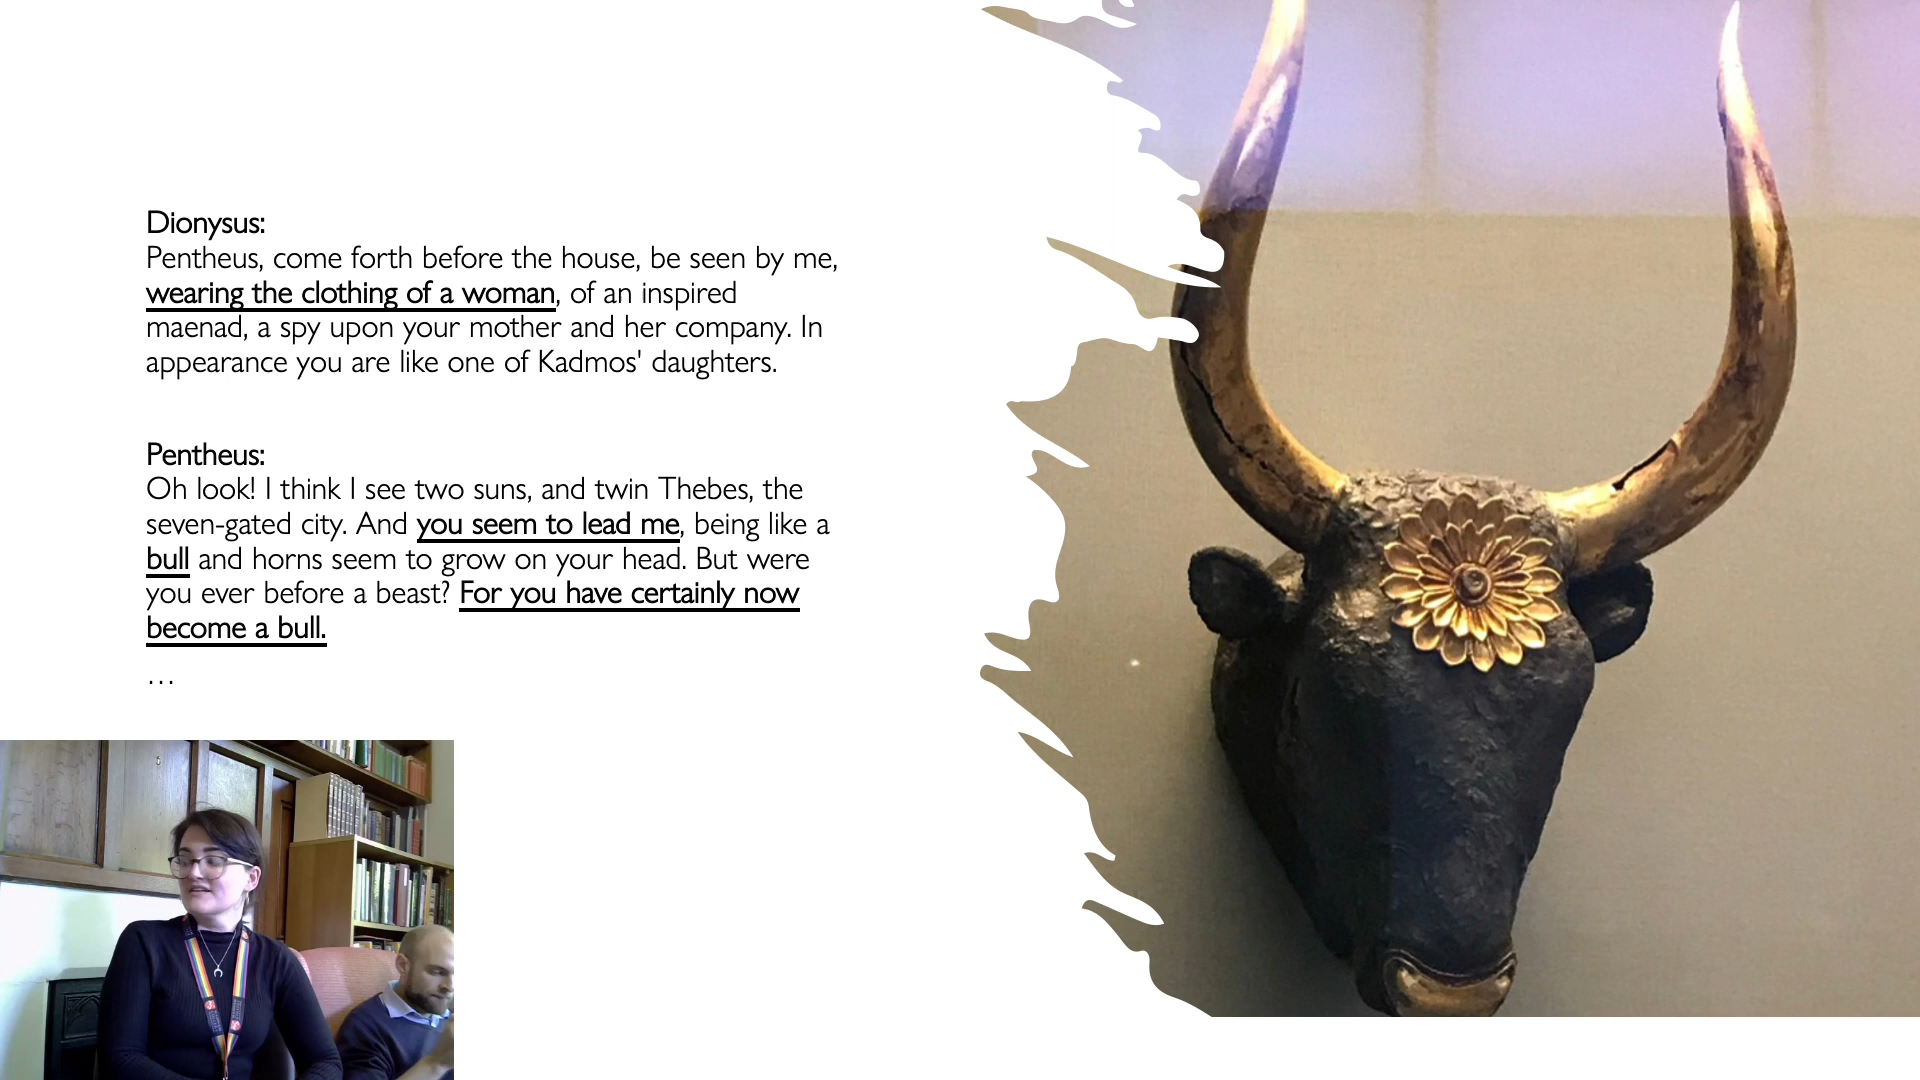 Dionysus:
Pentheus, come forth before the house, be seen by me,
wearing the clothing of a woman, of an inspired
maenad, a spy upon your mother and her company. In
appearance you are like one of Kadmos' daughters.
Pentheus:
Oh look! I think I see two suns, and twin Thebes, the
seven-gated city. And you seem to lead me, being like a
bull and horns seem to grow on your head. But were
you ever before a beast? For you have certainly now
become a bull.
…